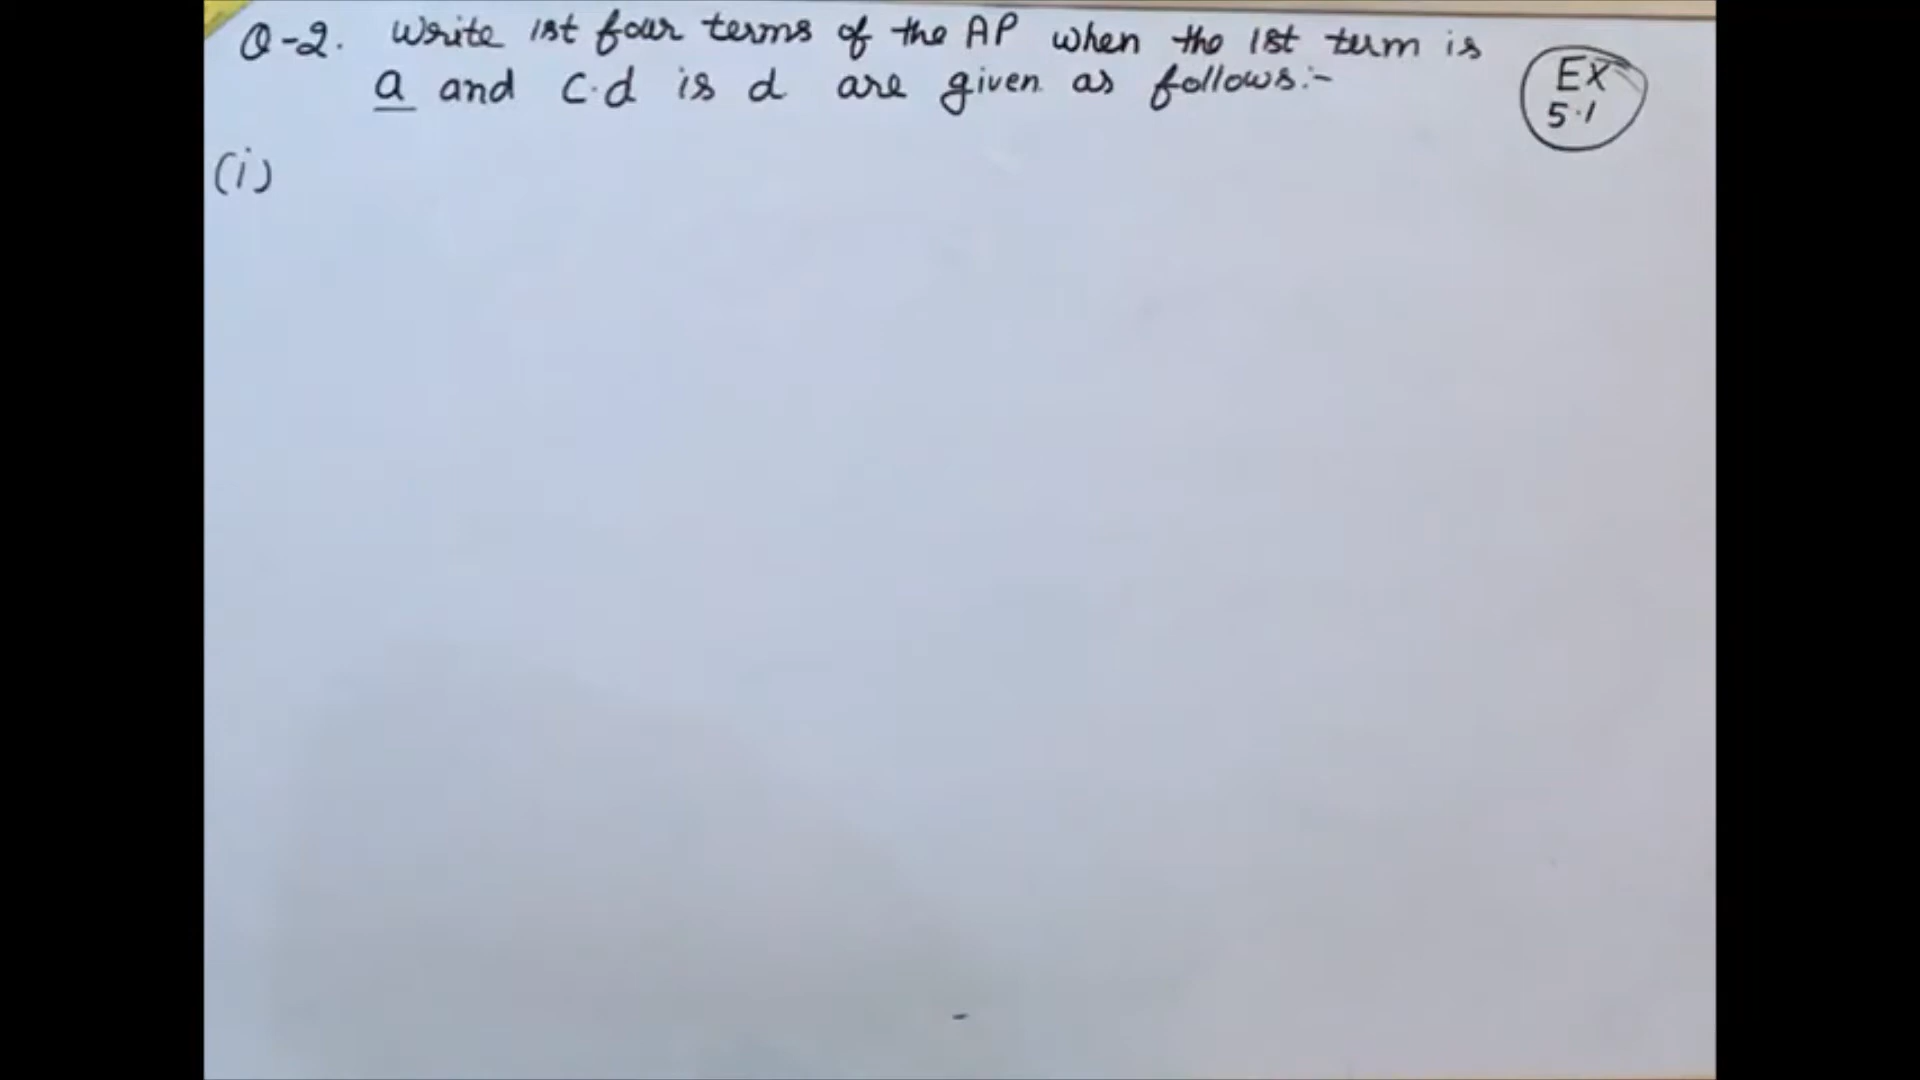 Q-2. Write 1st four terms of the AP when the 1st term is
a and C.d is d are given as follows:-
EX
5.1
(i)